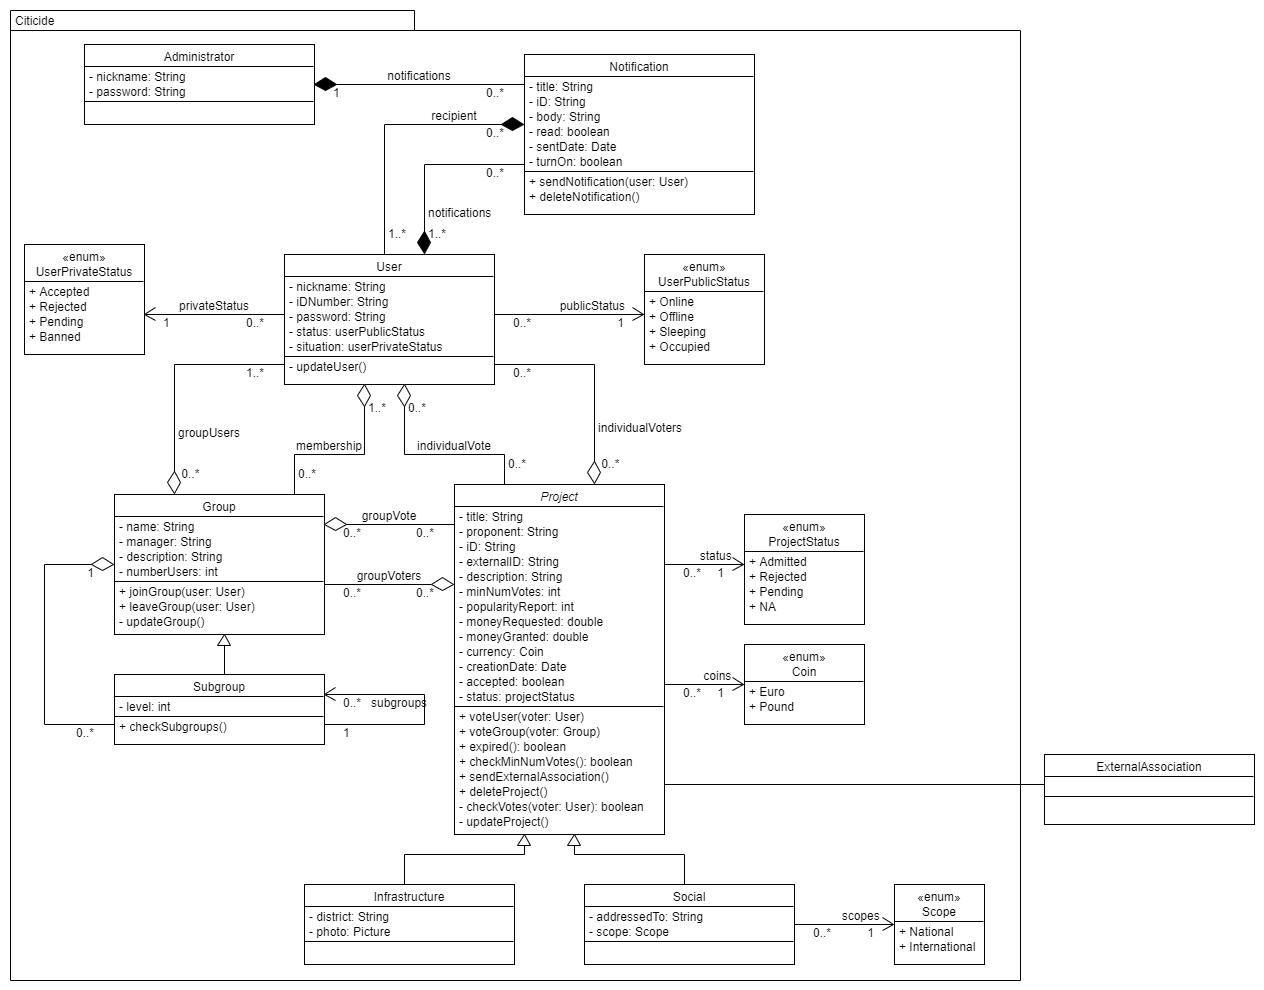 Citicide
Administrator
- nickname: String
- password: String
notifications
1
0..*
Notification
- title: String
- iD: String
- body: String
- read: boolean
- sentDate: Date
- turnOn: boolean
+ sendNotification(user: User)
+ deleteNotification()
recipient
0..*
0..*
notifications
1..*
1..*
«enum»
UserPrivateStatus
+ Accepted
+ Rejected
+ Pending
+ Banned
privateStatus
1
0..*
User
- nickname: String
- iDNumber: String
- password: String
- status: userPublicStatus
- situation: userPrivateStatus
- updateUser()
publicStatus
0..*
1
«enum»
UserPublicStatus
+ Online
+ Offline
+ Sleeping
+ Occupied
1..*
0..*
1..*
0..*
groupUsers
membership
individualVote
individualVoters
0..*
0..*
0..*
0..*
Group
- name: String
- manager: String
- description: String
- numberUsers: int
+ joinGroup(user: User)
+ leaveGroup(user: User)
- updateGroup()
groupVote
0..*
0..*
groupVoters
0..*
0..*
1
0..*
Subgroup
- level: int
+ checkSubgroups()
0..*
subgroups
1
Project
- title: String
- proponent: String
- iD: String
- externalID: String
- description: String
- minNumVotes: int
- popularityReport: int
- moneyRequested: double
- moneyGranted: double
- currency: Coin
- creationDate: Date
- accepted: boolean
- status: projectStatus
+ voteUser(voter: User)
+ voteGroup(voter: Group)
+ expired(): boolean
+ checkMinNumVotes(): boolean
+ sendExternalAssociation()
+ deleteProject()
- checkVotes(voter: User): boolean
- updateProject()
status
0..*
1
«enum»
ProjectStatus
+ Admitted
+ Rejected
+ Pending
+ NA
coins
0..*
1
«enum»
Coin
+ Euro
+ Pound
ExternalAssociation
Infrastructure
- district: String
- photo: Picture
Social
- addressedTo: String
- scope: Scope
scopes
0..*
1
«enum»
Scope
+ National
+ International